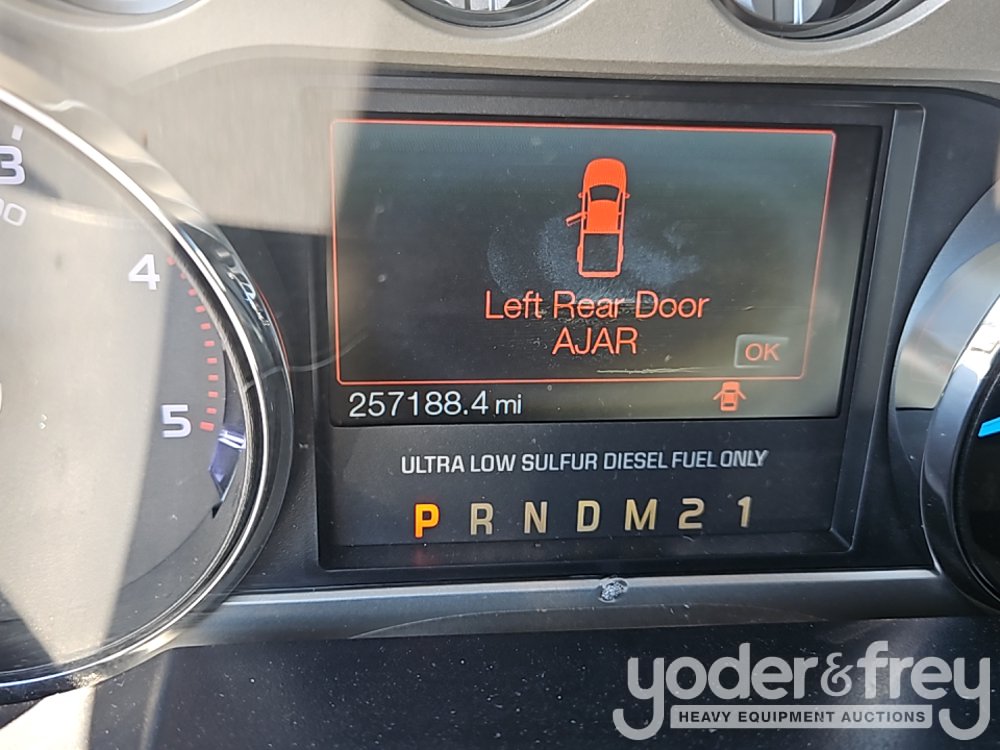 3
00
4
5
Left Rear Door
AJAR
OK
257188.4 mi
ULTRA LOW SULFUR DIESEL FUEL ONLY
P R N D M 2 1
yoder&frey
HEAVY EQUIPMENT AUCTIONS